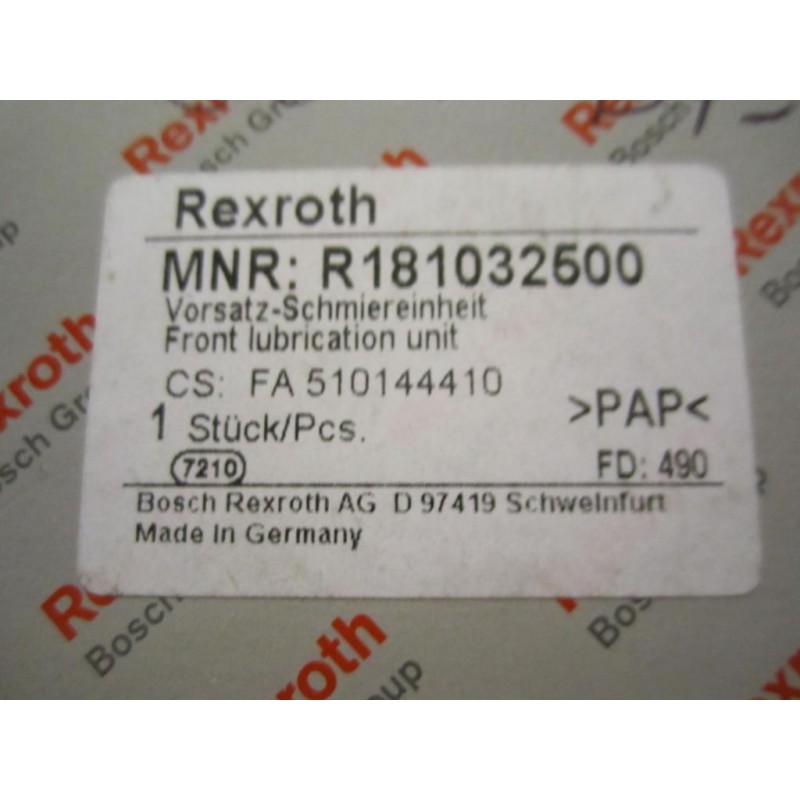 Rexroth
MNR: R181032500
Vorsatz-Schmiereinheit
Front lubrication unit
CS: FA 510144410
1 Stück/Pcs.
>PAP<
7210
FD: 490
Bosch Rexroth AG D 97419 Schweinfurt
Made in Germany